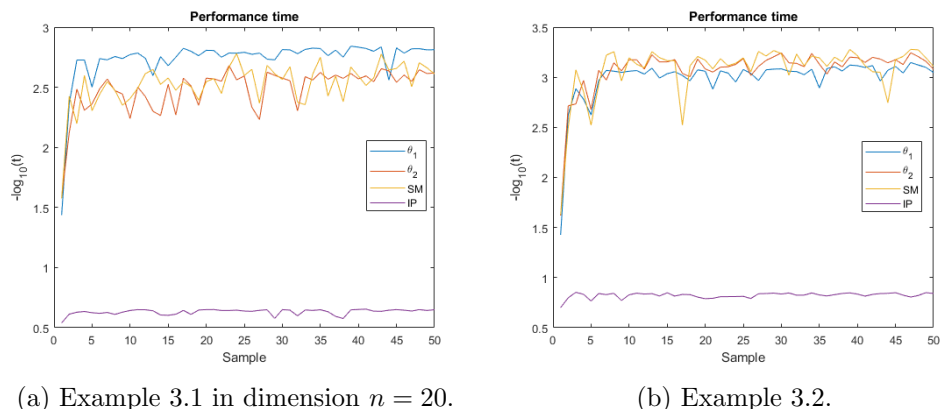 Performance time
3
2.5
2
1.5
1
0.5
-log10(t)
0
5
10
15
20
25
30
35
40
45
50
Sample
θ1
θ2
SM
IP
(a) Example 3.1 in dimension n = 20.
Performance time
3.5
3
2.5
2
1.5
1
0.5
-log10(t)
0
5
10
15
20
25
30
35
40
45
50
Sample
θ1
θ2
SM
IP
(b) Example 3.2.